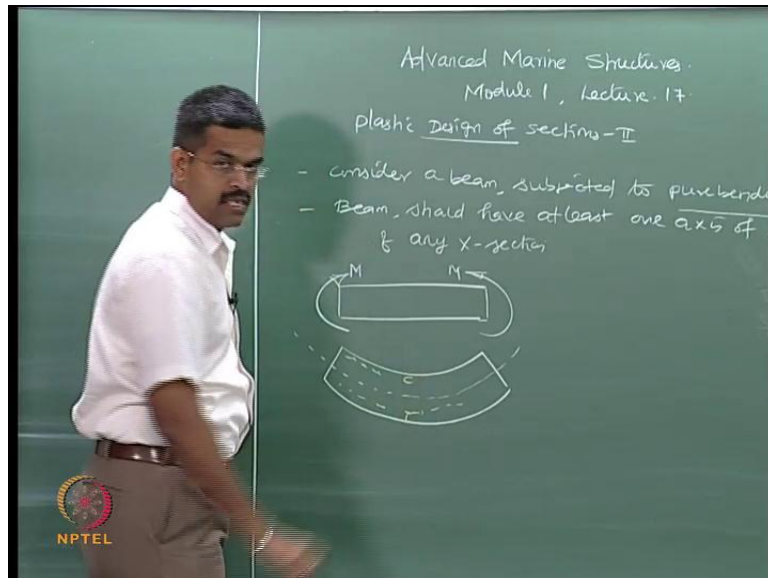 Advanced Marine Structures.
Module 1, Lecture. 17.
plastic Design of sections-II
- consider a beam, subjected to pure
- Beam, should have atleast one axis of
of any x-section
M M
C
T
NPTEL